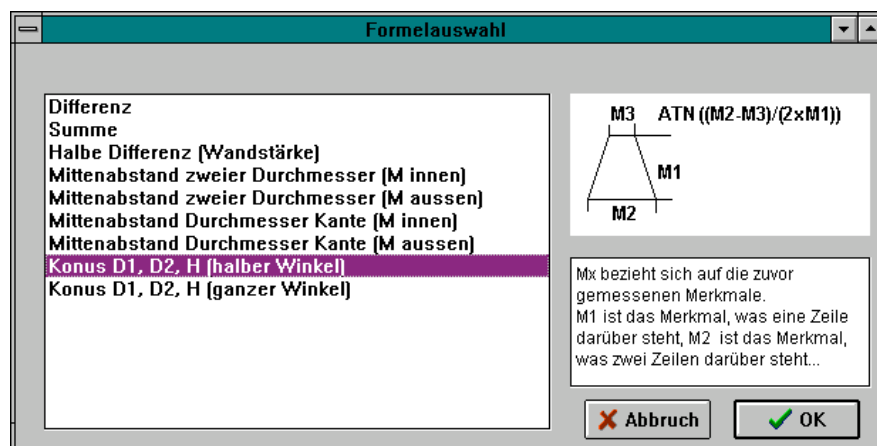 Formelauswahl
Differenz
Summe
Halbe Differenz (Wandstärke)
Mittenabstand zweier Durchmesser (M innen)
Mittenabstand zweier Durchmesser (M aussen)
Mittenabstand Durchmesser Kante (M innen)
Mittenabstand Durchmesser Kante (M aussen)
Konus D1, D2, H (halber Winkel)
Konus D1, D2, H (ganzer Winkel)
M3 ATN ((M2-M3)/(2xM1))
M1
M2
Mx bezieht sich auf die zuvor
gemessenen Merkmale.
M1 ist das Merkmal, was eine Zeile
darüber steht, M2 ist das Merkmal,
was zwei Zeilen darüber steht...
Abbruch
OK